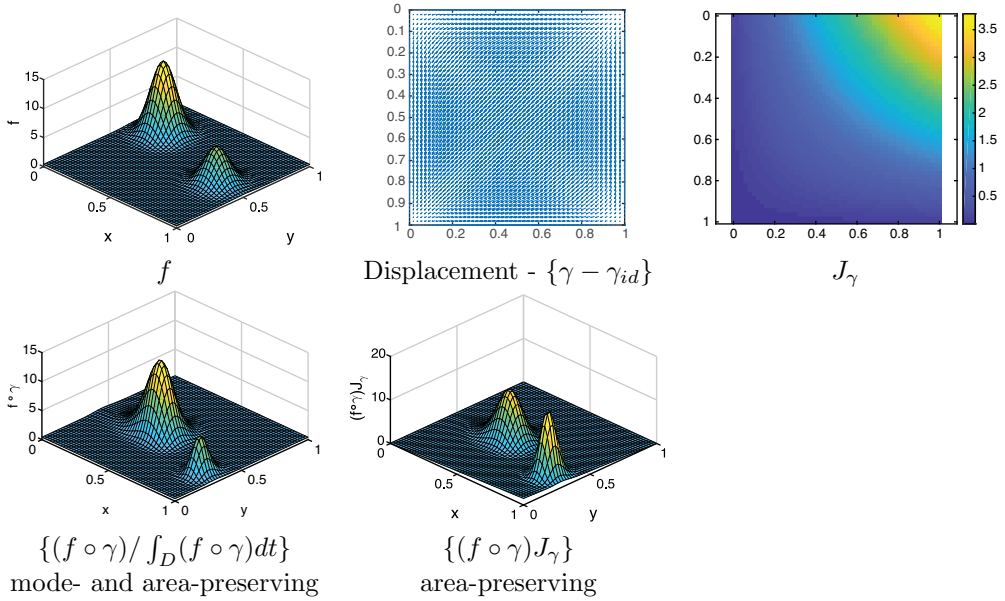 15
10
5
0
f
0
0.5
1
x
0
0.5
1
y
f
0
0.1
0.2
0.3
0.4
0.5
0.6
0.7
0.8
0.9
1
0 0.2 0.4 0.6 0.8 1
Displacement - {γ − γ_{id}}
0
0.2
0.4
0.6
0.8
1
0 0.2 0.4 0.6 0.8 1
3.5
3
2.5
2
1.5
1
0.5
J_γ
15
10
5
0
f∘γ
0
0.5
1
x
0
0.5
1
y
{(f ∘ γ)/ ∫_D(f ∘ γ)dt}
mode- and area-preserving
20
10
0
(f∘γ)J_γ
0
0.5
1
x
0
0.5
1
y
{(f ∘ γ)J_γ}
area-preserving